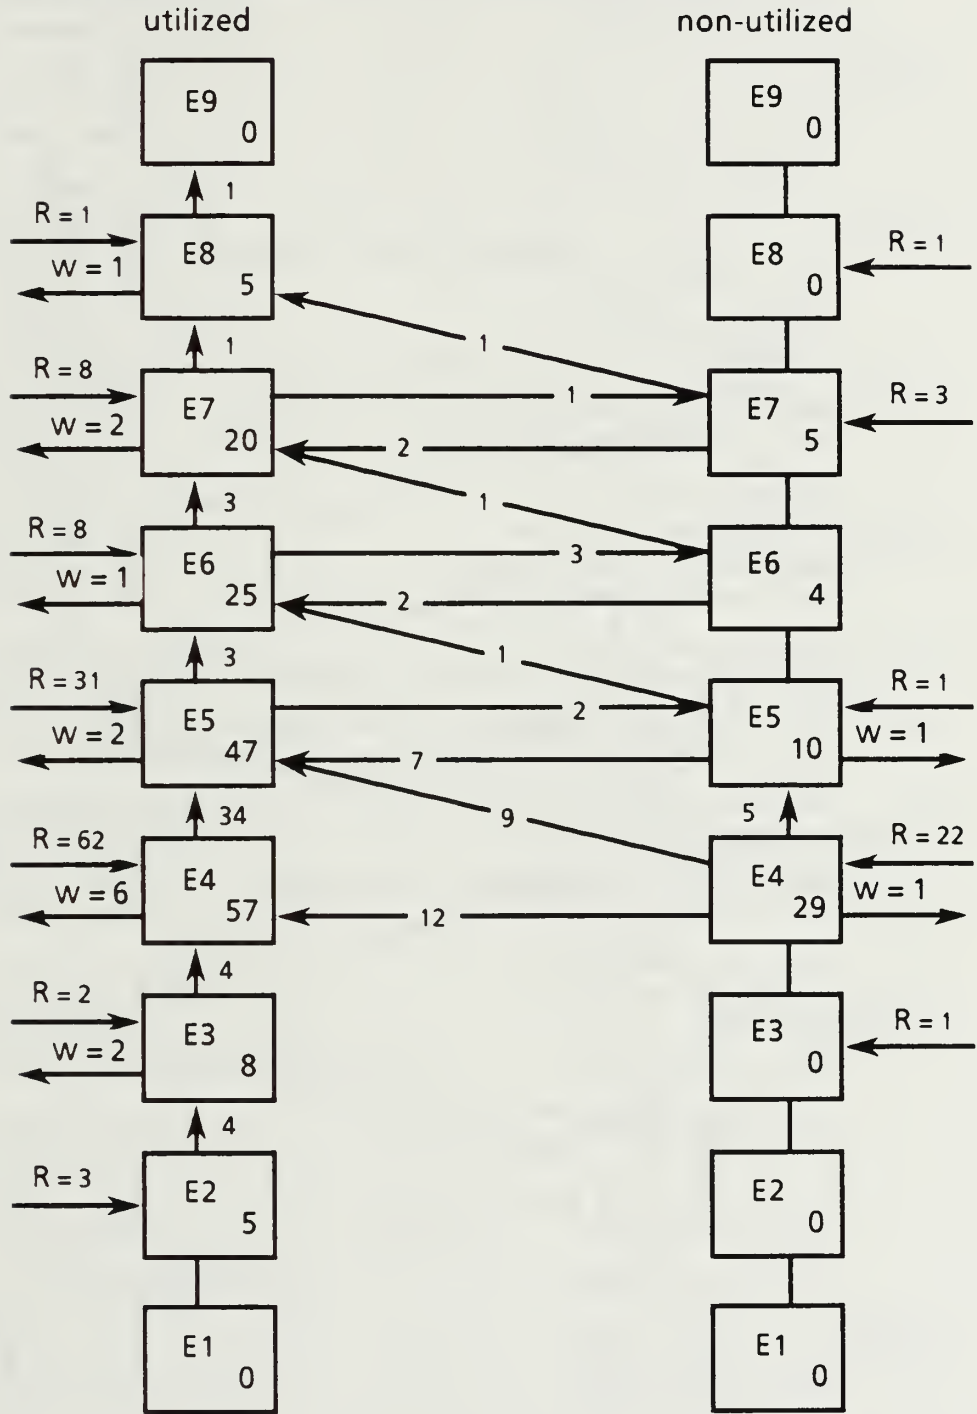 utilized non-utilized
E9 E9
0 0
1
R = 1
E8 E8 R = 1
W = 1
5 0
1 1
R = 8
E7 1 E7 R = 3
W = 2
20 2 5
3 1
R = 8
E6 3 E6
W = 1
25 2 4
3 1
R = 31 R = 1
E5 2 E5
W = 2 W = 1
47 7 10
34 9 5
R = 62 R = 22
E4 E4
W = 6 W = 1
57 12 29
4
R = 2
E3 E3 R = 1
W = 2
8 0
4
R = 3
E2 E2
5 0
E1 E1
0 0